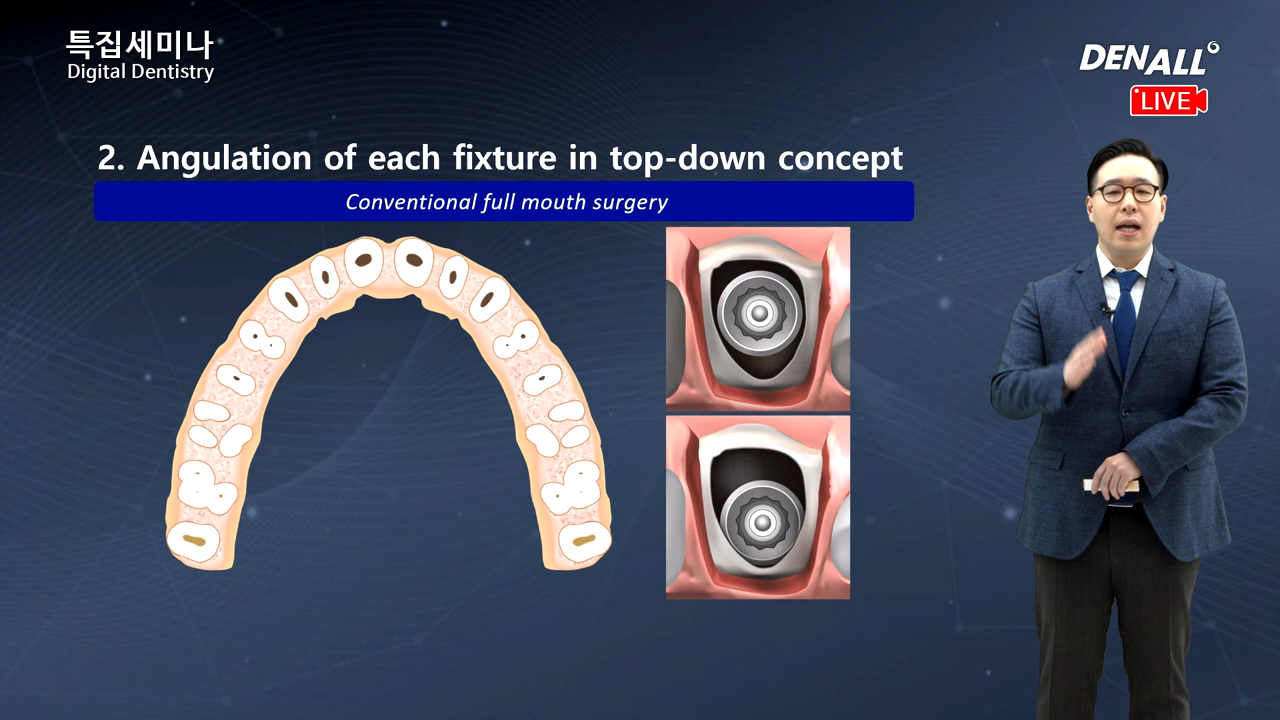 특집세미나
Digital Dentistry
DENALL
LIVE
2. Angulation of each fixture in top-down concept
Conventional full mouth surgery